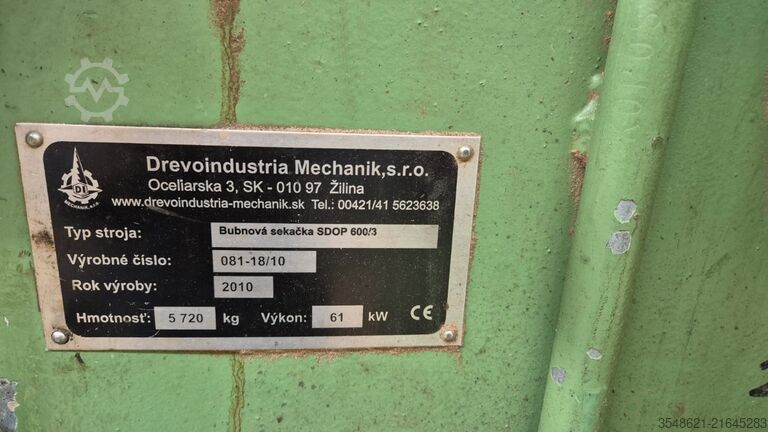 Drevoindustria Mechanik,s.r.o.
Oceliarska 3, SK - 010 97 Žilina
www.drevoindustria-mechanik.sk Tel.: 00421/41 5623638
DI
MECHANIK, s.r.o.
Typ stroja: Bubnová sekačka SDOP 600/3
Výrobné číslo: 081-18/10
Rok výroby: 2010
Hmotnosť: 5 720 kg Výkon: 61 kW CE
3548621-21645283